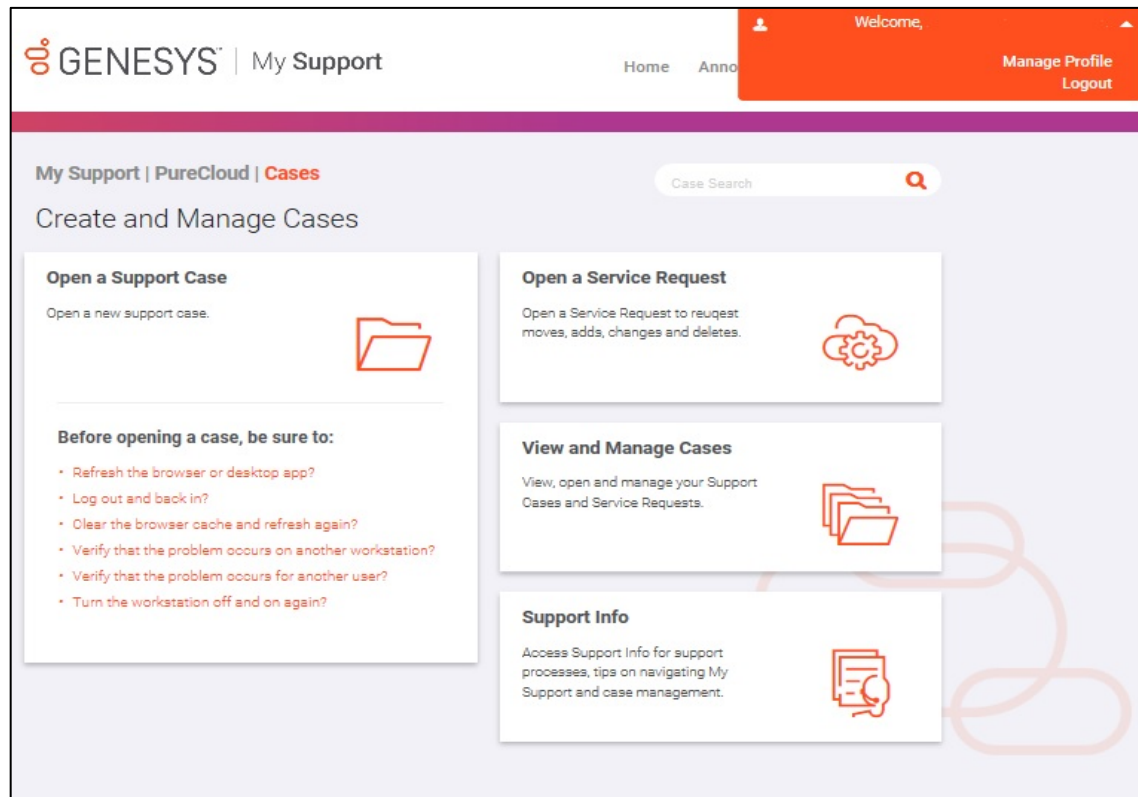 GENESYS™ | My Support
Home Anno
Welcome,
Manage Profile
Logout
My Support | PureCloud | Cases
Case Search
Create and Manage Cases
Open a Support Case
Open a new support case.
Before opening a case, be sure to:
• Refresh the browser or desktop app?
• Log out and back in?
• Clear the browser cache and refresh again?
• Verify that the problem occurs on another workstation?
• Verify that the problem occurs for another user?
• Turn the workstation off and on again?
Open a Service Request
Open a Service Request to reuqest
moves, adds, changes and deletes.
View and Manage Cases
View, open and manage your Support
Cases and Service Requests.
Support Info
Access Support Info for support
processes, tips on navigating My
Support and case management.